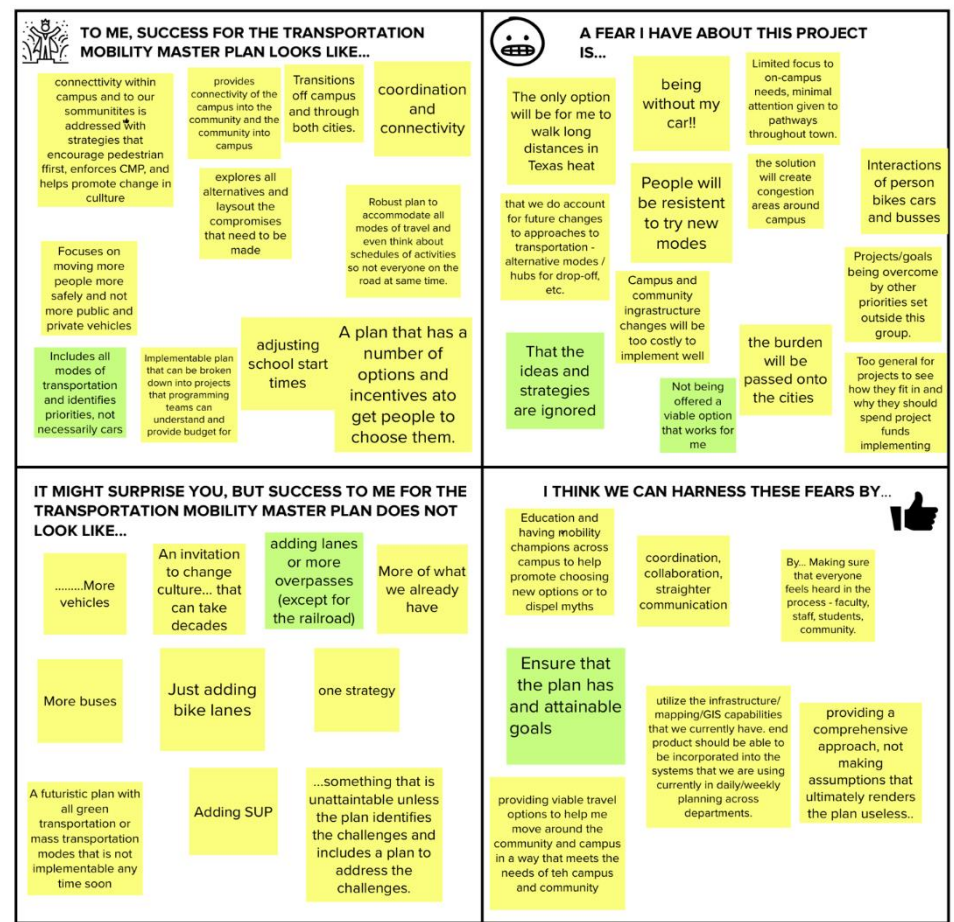 TO ME, SUCCESS FOR THE TRANSPORTATION
MOBILITY MASTER PLAN LOOKS LIKE...
connecttivity within
campus and to our
sommunitites is
addressed with
strategies that
encourage pedestrian
ffirst, enforces CMP, and
helps promote change in
cullture
provides
connectivity of the
campus into the
community and the
community into
campus
Transitions
off campus
and through
both cities.
coordination
and
connectivity
explores all
alternatives and
laysout the
compromises
that need to be
made
Robust plan to
accommodate all
modes of travel and
even think about
schedules of activities
so not everyone on the
road at same time.
Focuses on
moving more
people more
safely and not
more public and
private vehicles
Includes all
modes of
transportation
and identifies
priorities, not
necessarily cars
Implementable plan
that can be broken
down into projects
that programming
teams can
understand and
provide budget for
adjusting
school start
times
A plan that has a
number of
options and
incentives ato
get people to
choose them.
A FEAR I HAVE ABOUT THIS PROJECT
IS...
The only option
will be for me to
walk long
distances in
Texas heat
being
without my
car!!
Limited focus to
on-campus
needs, minimal
attention given to
pathways
throughout town.
that we do account
for future changes
to approaches to
transportation -
alternative modes /
hubs for drop-off,
etc.
People will
be resistent
to try new
modes
the solution
will create
congestion
areas around
campus
Interactions
of person
bikes cars
and busses
Campus and
community
ingrastructure
changes will be
too costly to
implement well
Projects/goals
being overcome
by other
priorities set
outside this
group.
That the
ideas and
strategies
are ignored
Not being
offered a
viable option
that works for
me
the burden
will be
passed onto
the cities
Too general for
projects to see
how they fit in and
why they should
spend project
funds
implementing
IT MIGHT SURPRISE YOU, BUT SUCCESS TO ME FOR THE
TRANSPORTATION MOBILITY MASTER PLAN DOES NOT
LOOK LIKE...
.........More
vehicles
An invitation
to change
culture... that
can take
decades
adding lanes
or more
overpasses
(except for
the railroad)
More of what
we already
have
More buses
Just adding
bike lanes
one strategy
A futuristic plan with
all green
transportation or
mass transportation
modes that is not
implementable any
time soon
Adding SUP
...something that is
unattaintable unless
the plan identifies
the challenges and
includes a plan to
address the
challenges.
I THINK WE CAN HARNESS THESE FEARS BY...
Education and
having mobility
champions across
campus to help
promote choosing
new options or to
dispel myths
coordination,
collaboration,
straighter
communication
By... Making sure
that everyone
feels heard in the
process - faculty,
staff, students,
community.
Ensure that
the plan has
and attainable
goals
utilize the infrastructure/
mapping/GIS capabilities
that we currently have. end
product should be able to
be incorporated into the
systems that we are using
currently in daily/weekly
planning across
departments.
providing a
comprehensive
approach, not
making
assumptions that
ultimately renders
the plan useless..
providing viable travel
options to help me
move around the
community and campus
in a way that meets the
needs of teh campus
and community